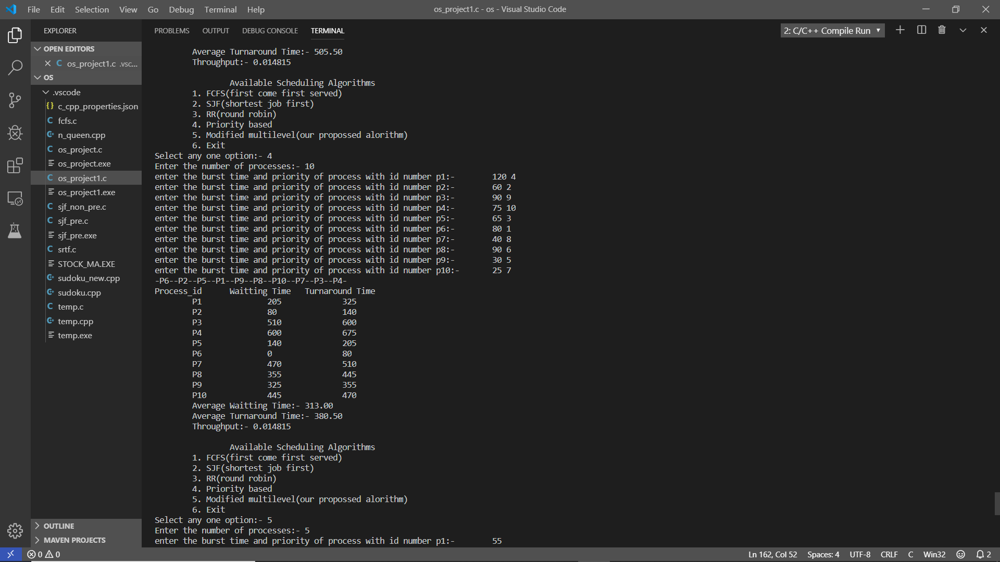 File Edit Selection View Go Debug Terminal Help
os_project1.c - os - Visual Studio Code
EXPLORER
OPEN EDITORS
os_project1.c .vsc...
OS
.vscode
c_cpp_properties.json
fcfs.c
n_queen.cpp
os_project.c
os_project.exe
os_project1.c
os_project1.exe
sjf_non_pre.c
sjf_pre.c
sjf_pre.exe
srtf.c
STOCK_MA.EXE
sudoku_new.cpp
sudoku.cpp
temp.c
temp.cpp
temp.exe
OUTLINE
MAVEN PROJECTS
PROBLEMS OUTPUT DEBUG CONSOLE TERMINAL
2: C/C++ Compile Run
Average Turnaround Time:- 505.50
Throughput:- 0.014815
Available Scheduling Algorithms
1. FCFS(first come first served)
2. SJF(shortest job first)
3. RR(round robin)
4. Priority based
5. Modified multilevel(our propossed alorithm)
6. Exit
Select any one option:- 4
Enter the number of processes:- 10
enter the burst time and priority of process with id number p1:- 120 4
enter the burst time and priority of process with id number p2:- 60 2
enter the burst time and priority of process with id number p3:- 90 9
enter the burst time and priority of process with id number p4:- 75 10
enter the burst time and priority of process with id number p5:- 65 3
enter the burst time and priority of process with id number p6:- 80 1
enter the burst time and priority of process with id number p7:- 40 8
enter the burst time and priority of process with id number p8:- 90 6
enter the burst time and priority of process with id number p9:- 30 5
enter the burst time and priority of process with id number p10:- 25 7
-P6--P2--P5--P1--P9--P8--P10--P7--P3--P4-
Process_id Waitting Time Turnaround Time
P1 205 325
P2 80 140
P3 510 600
P4 600 675
P5 140 205
P6 0 80
P7 470 510
P8 355 445
P9 325 355
P10 445 470
Average Waitting Time:- 313.00
Average Turnaround Time:- 380.50
Throughput:- 0.014815
Available Scheduling Algorithms
1. FCFS(first come first served)
2. SJF(shortest job first)
3. RR(round robin)
4. Priority based
5. Modified multilevel(our propossed alorithm)
6. Exit
Select any one option:- 5
Enter the number of processes:- 5
enter the burst time and priority of process with id number p1:- 55
0 0 Ln 162, Col 52 Spaces: 4 UTF-8 CRLF C Win32 2